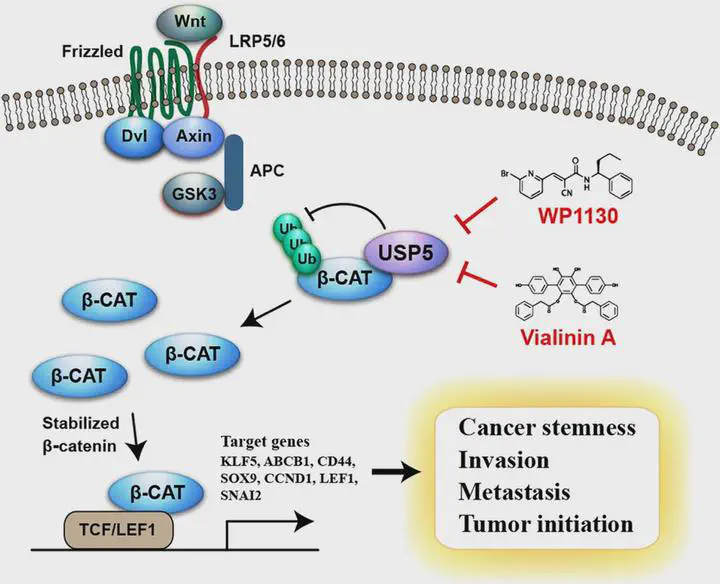 Wnt
Frizzled
LRP5/6
Dvl
Axin
APC
GSK3
Ub
Ub
Ub
USP5
β-CAT
Br
N
O
N
H
CN
WP1130
HO
OH
HO
OH
O
O
O
O
Vialinin A
β-CAT
β-CAT
β-CAT
Stabilized
β-catenin
β-CAT
TCF/LEF1
Target genes
KLF5, ABCB1, CD44,
SOX9, CCND1, LEF1,
SNAI2
Cancer stemness
Invasion
Metastasis
Tumor initiation